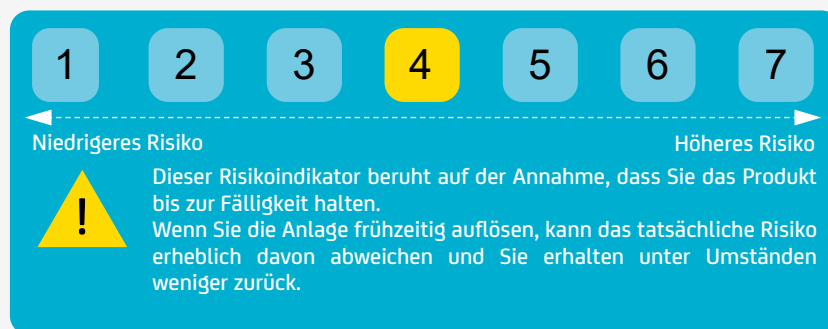 1 2 3 4 5 6 7
Niedrigeres Risiko Höheres Risiko
!
Dieser Risikoindikator beruht auf der Annahme, dass Sie das Produkt
bis zur Fälligkeit halten.
Wenn Sie die Anlage frühzeitig auflösen, kann das tatsächliche Risiko
erheblich davon abweichen und Sie erhalten unter Umständen
weniger zurück.